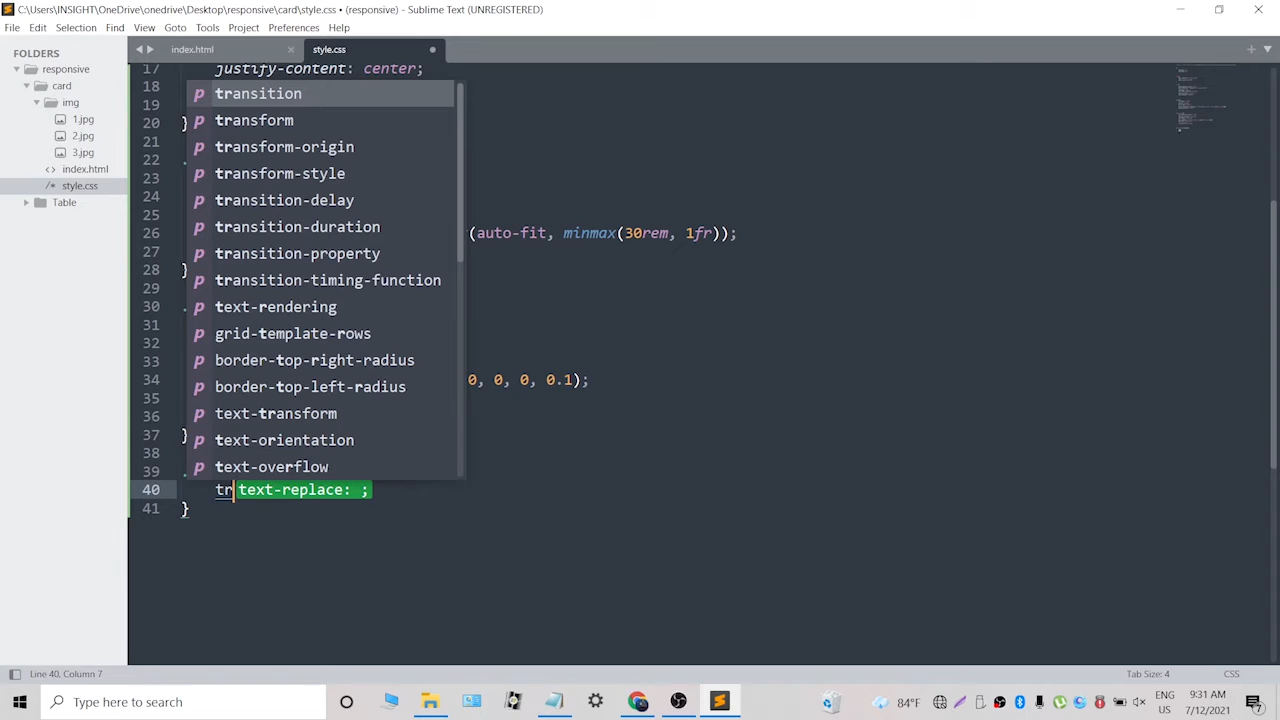 C:\Users\INSIGHT\OneDrive\onedrive\Desktop\responsive\card\style.css • (responsive) - Sublime Text (UNREGISTERED)
File Edit Selection Find View Goto Tools Project Preferences Help
FOLDERS
responsive
card
img
1.jpg
2.jpg
3.jpg
index.html
style.css
Table
index.html
style.css
17 justify-content: center;
18
19
20 }
21
22 .
23
24
25
26 (auto-fit, minmax(30rem, 1fr));
27
28 }
29
30 .
31
32
33
34 0, 0, 0, 0.1);
35
36
37 }
38
39 .
40 tr text-replace: ;
41 }
p transition
p transform
p transform-origin
p transform-style
p transition-delay
p transition-duration
p transition-property
p transition-timing-function
p text-rendering
p grid-template-rows
p border-top-right-radius
p border-top-left-radius
p text-transform
p text-orientation
p text-overflow
Line 40, Column 7
Tab Size: 4
CSS
Type here to search
84°F
ENG
US
9:31 AM
7/12/2021
7